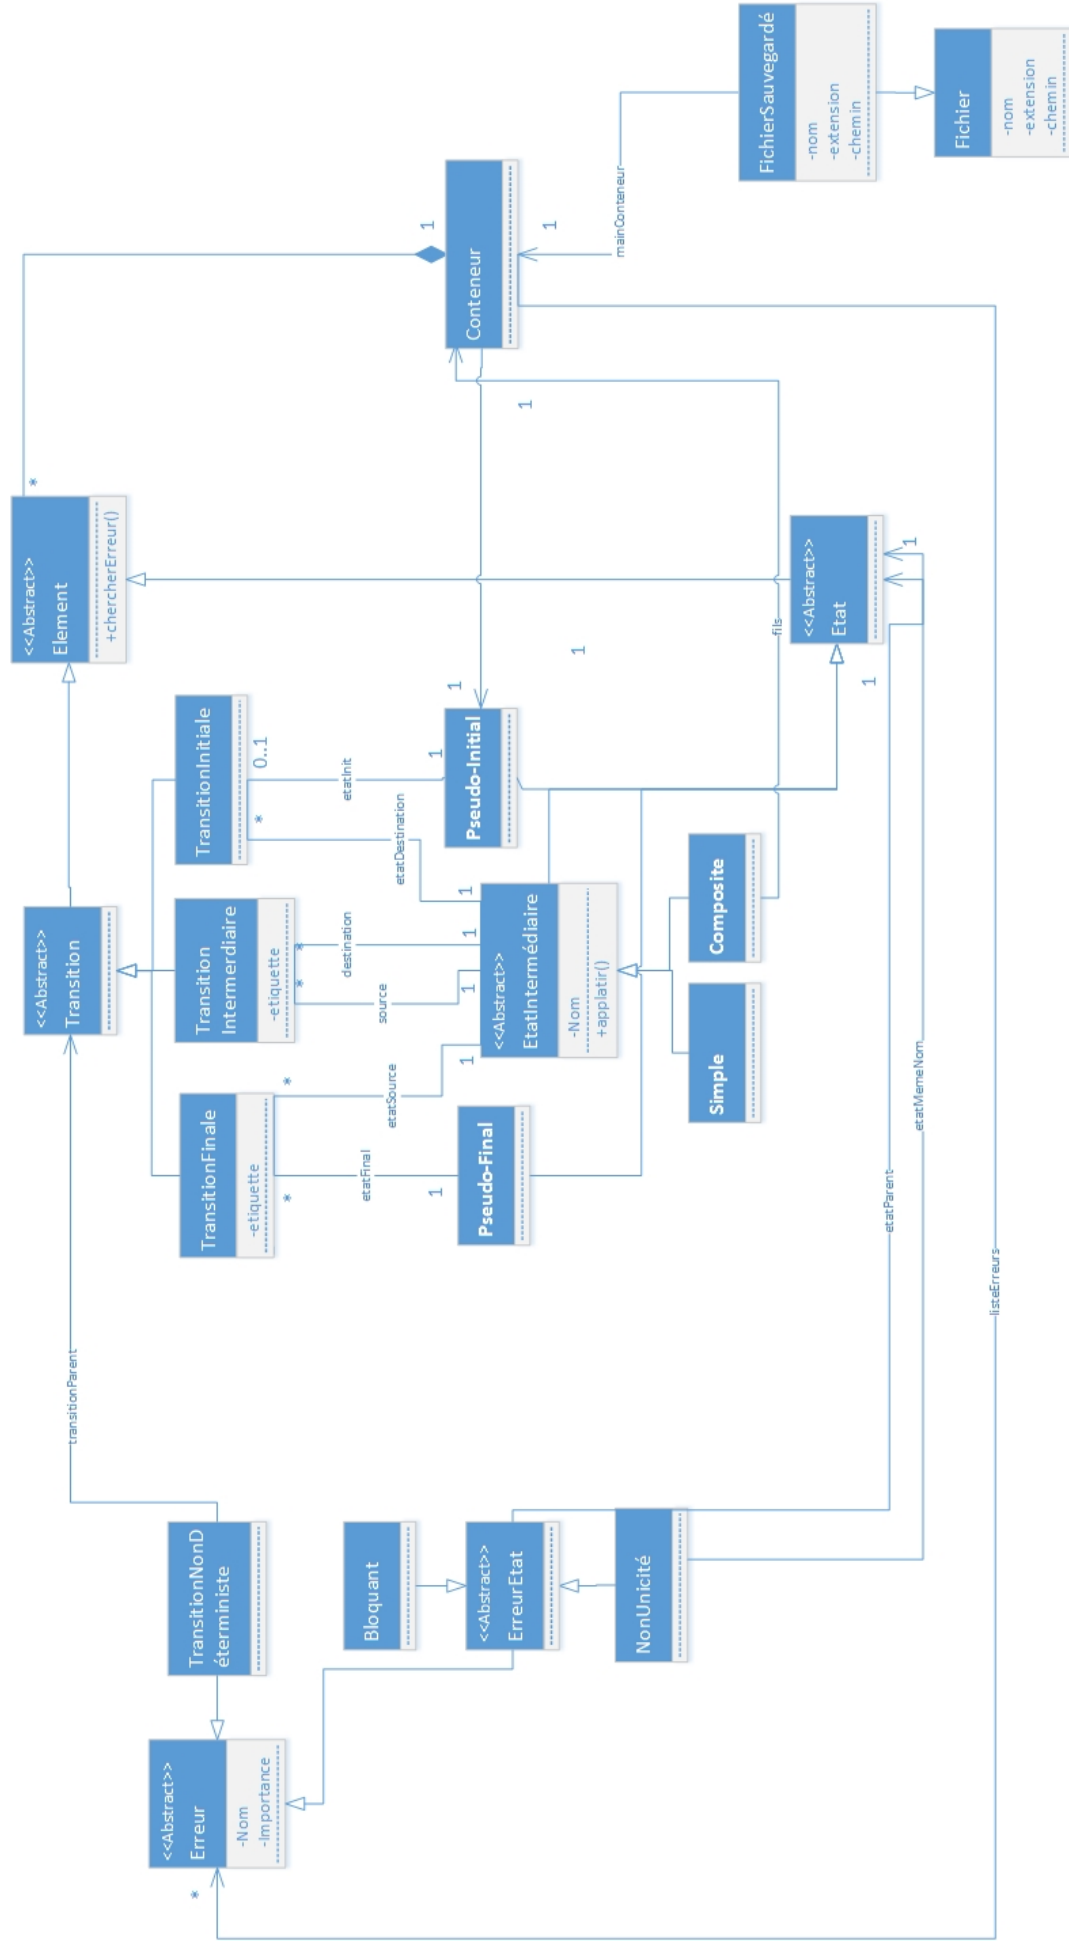 <<Abstract>>
Erreur
-Nom
-Importance
*
TransitionNonD
éterministe
transitionParent
<<Abstract>>
Transition
<<Abstract>>
Element
+chercherErreur()
*
TransitionFinale
-etiquette
Transition
Intermerdiaire
-etiquette
TransitionInitiale
*
*
*
*
*
0..1
etatFinal
etatSource
source
destination
etatDestination
etatInit
1
1
1
1
1
1
1
Bloquant
<<Abstract>>
ErreurEtat
NonUnicité
Pseudo-Final
<<Abstract>>
EtatIntermédiaire
-Nom
+applatir()
Pseudo-Initial
Conteneur
1
1
1
1
mainConteneur
Simple
Composite
fils
<<Abstract>>
Etat
1
1
FichierSauvegardé
-nom
-extension
-chemin
etatParent
etatMemeNom
Fichier
-nom
-extension
-chemin
listeErreurs